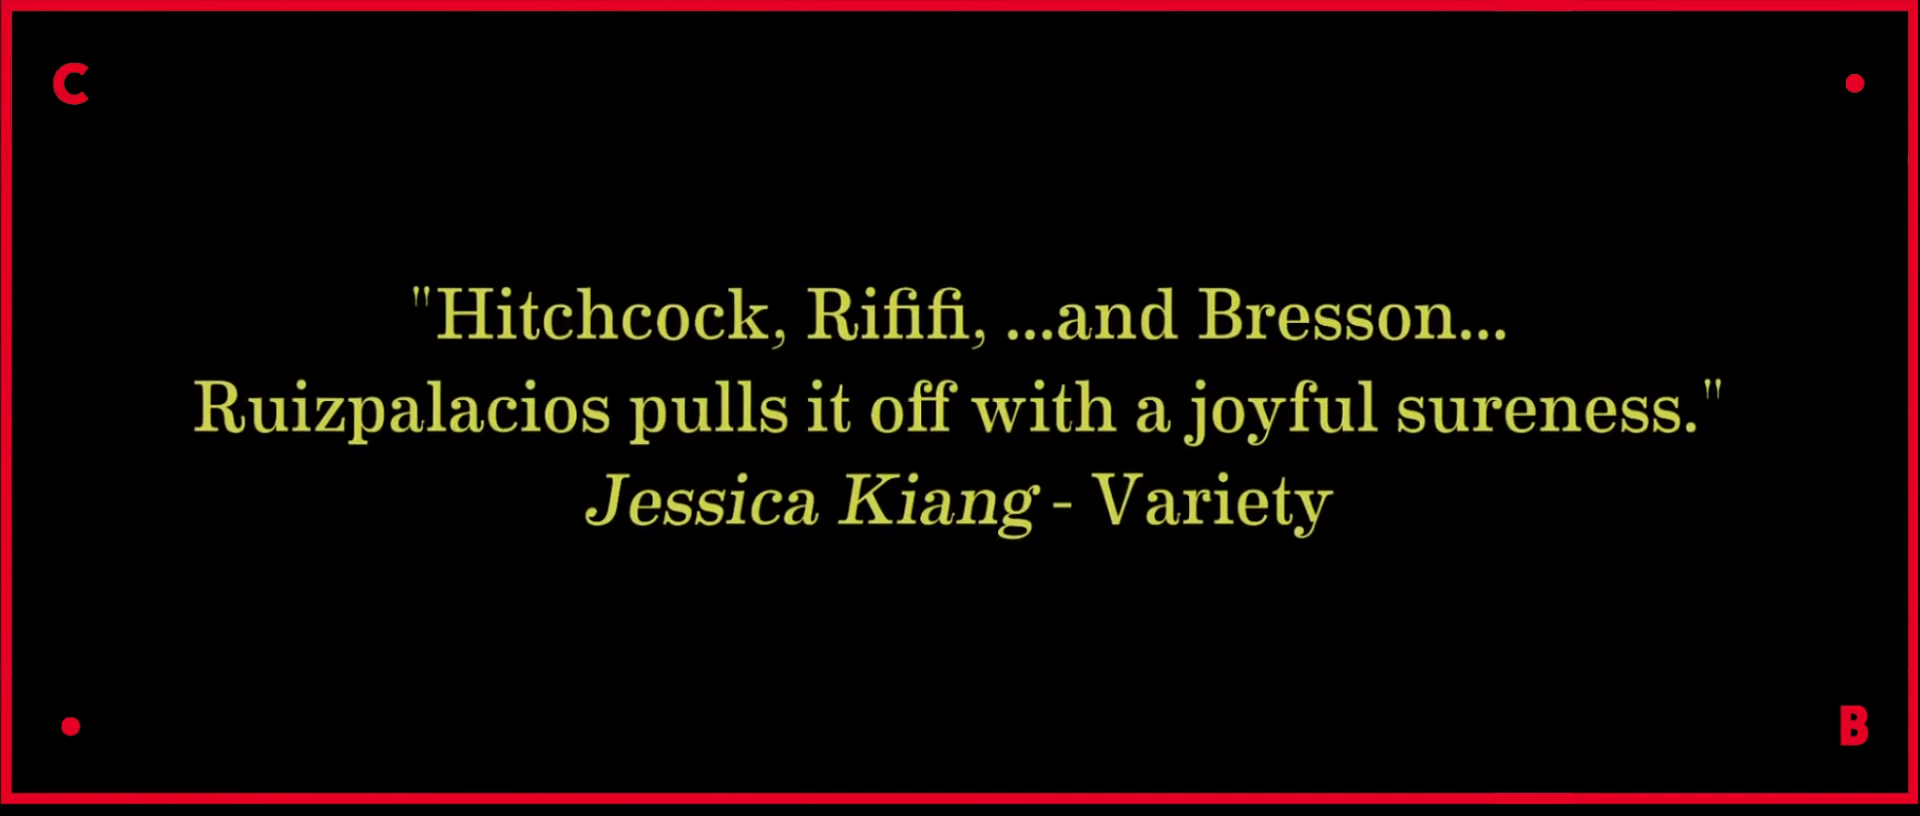 C
"Hitchcock, Rififi, ...and Bresson...
Ruizpalacios pulls it off with a joyful sureness."
Jessica Kiang - Variety
B